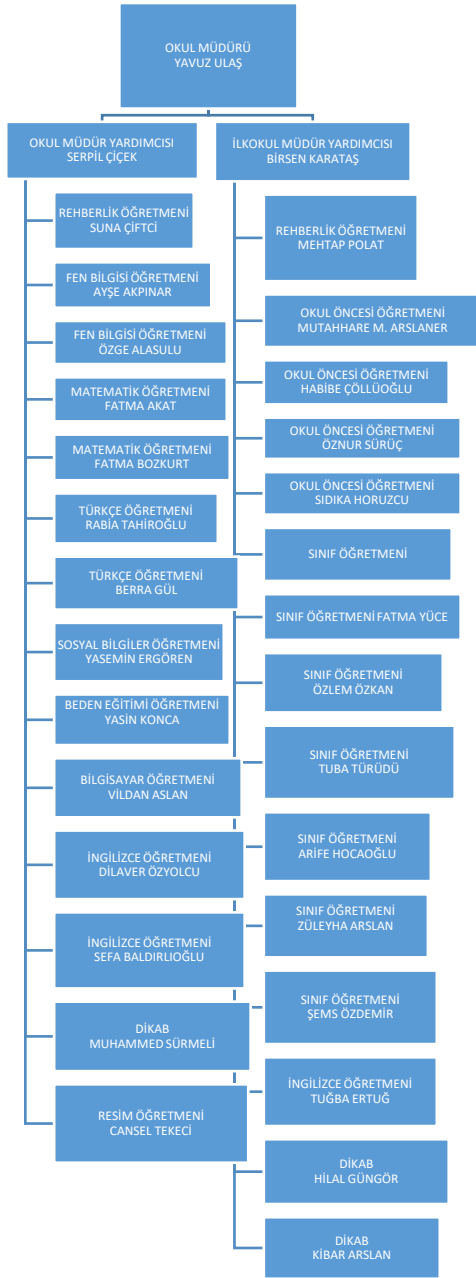 OKUL MÜDÜRÜ
YAVUZ ULAŞ
OKUL MÜDÜR YARDIMCISI
SERPİL ÇİÇEK
REHBERLİK ÖĞRETMENİ
SUNA ÇİFTCİ
FEN BİLGİSİ ÖĞRETMENİ
AYŞE AKPINAR
FEN BİLGİSİ ÖĞRETMENİ
ÖZGE ALASULU
MATEMATİK ÖĞRETMENİ
FATMA AKAT
MATEMATİK ÖĞRETMENİ
FATMA BOZKURT
TÜRKÇE ÖĞRETMENİ
RABİA TAHİROĞLU
TÜRKÇE ÖĞRETMENİ
BERRA GÜL
SOSYAL BİLGİLER ÖĞRETMENİ
YASEMİN ERGÖREN
BEDEN EĞİTİMİ ÖĞRETMENİ
YASİN KONCA
BİLGİSAYAR ÖĞRETMENİ
VİLDAN ASLAN
İNGİLİZCE ÖĞRETMENİ
DİLAVER ÖZYOLCU
İNGİLİZCE ÖĞRETMENİ
SEFA BALDIRLIOĞLU
DİKAB
MUHAMMED SÜRMELİ
RESİM ÖĞRETMENİ
CANSEL TEKECİ
İLKOKUL MÜDÜR YARDIMCISI
BİRSEN KARATAŞ
REHBERLİK ÖĞRETMENİ
MEHTAP POLAT
OKUL ÖNCESİ ÖĞRETMENİ
MUTAHHARE M. ARSLANER
OKUL ÖNCESİ ÖĞRETMENİ
HABİBE ÇÖLLÜOĞLU
OKUL ÖNCESİ ÖĞRETMENİ
ÖZNUR SÜRÜÇ
OKUL ÖNCESİ ÖĞRETMENİ
SIDIKA HORUZCU
SINIF ÖĞRETMENİ
SINIF ÖĞRETMENİ FATMA YÜCE
SINIF ÖĞRETMENİ
ÖZLEM ÖZKAN
SINIF ÖĞRETMENİ
TUBA TÜRÜDÜ
SINIF ÖĞRETMENİ
ARİFE HOCAOĞLU
SINIF ÖĞRETMENİ
ZÜLEYHA ARSLAN
SINIF ÖĞRETMENİ
ŞEMS ÖZDEMİR
İNGİLİZCE ÖĞRETMENİ
TUĞBA ERTUĞ
DİKAB
HİLAL GÜNGÖR
DİKAB
KİBAR ARSLAN